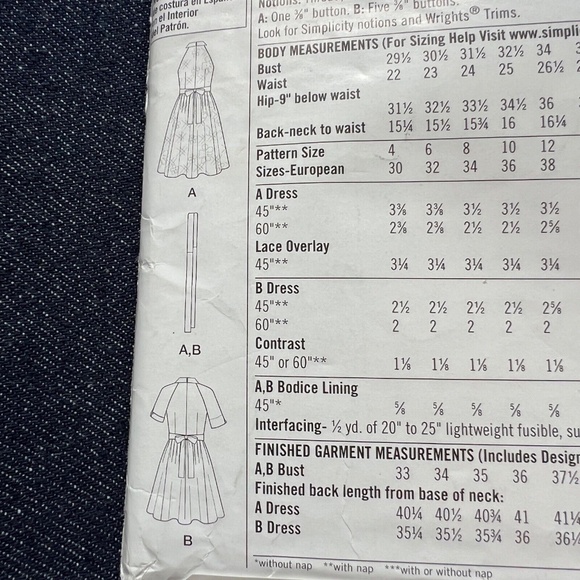 costura en Españ
en el Interior
el Patrón.
Notions: Thread,
A: One ⅜" button. B: Five ⅜" buttons.
Look for Simplicity notions and Wrights® Trims.
BODY MEASUREMENTS (For Sizing Help Visit www.simpli
Bust 29½ 30½ 31½ 32½ 34
Waist 22 23 24 25 26½
Hip-9" below waist
31½ 32½ 33½ 34½ 36
Back-neck to waist 15¼ 15½ 15¾ 16 16¼
Pattern Size 4 6 8 10 12
Sizes-European 30 32 34 36 38
A Dress
45"** 3⅜ 3⅜ 3½ 3½ 3½
60"** 2⅜ 2⅜ 2½ 2½ 2⅝
Lace Overlay
45"** 3¼ 3¼ 3¼ 3¼ 3¼
B Dress
45"** 2½ 2½ 2½ 2½ 2⅝
60"** 2 2 2 2 2
Contrast
45" or 60"** 1⅛ 1⅛ 1⅛ 1⅛ 1⅛
A,B Bodice Lining
45"* ⅝ ⅝ ⅝ ⅝ ⅝
Interfacing- ½ yd. of 20" to 25" lightweight fusible, su
FINISHED GARMENT MEASUREMENTS (Includes Design
A,B Bust 33 34 35 36 37½
Finished back length from base of neck:
A Dress 40¼ 40½ 40¾ 41 41¼
B Dress 35¼ 35½ 35¾ 36 36¼
*without nap **with nap ***with or without nap
A
A,B
B